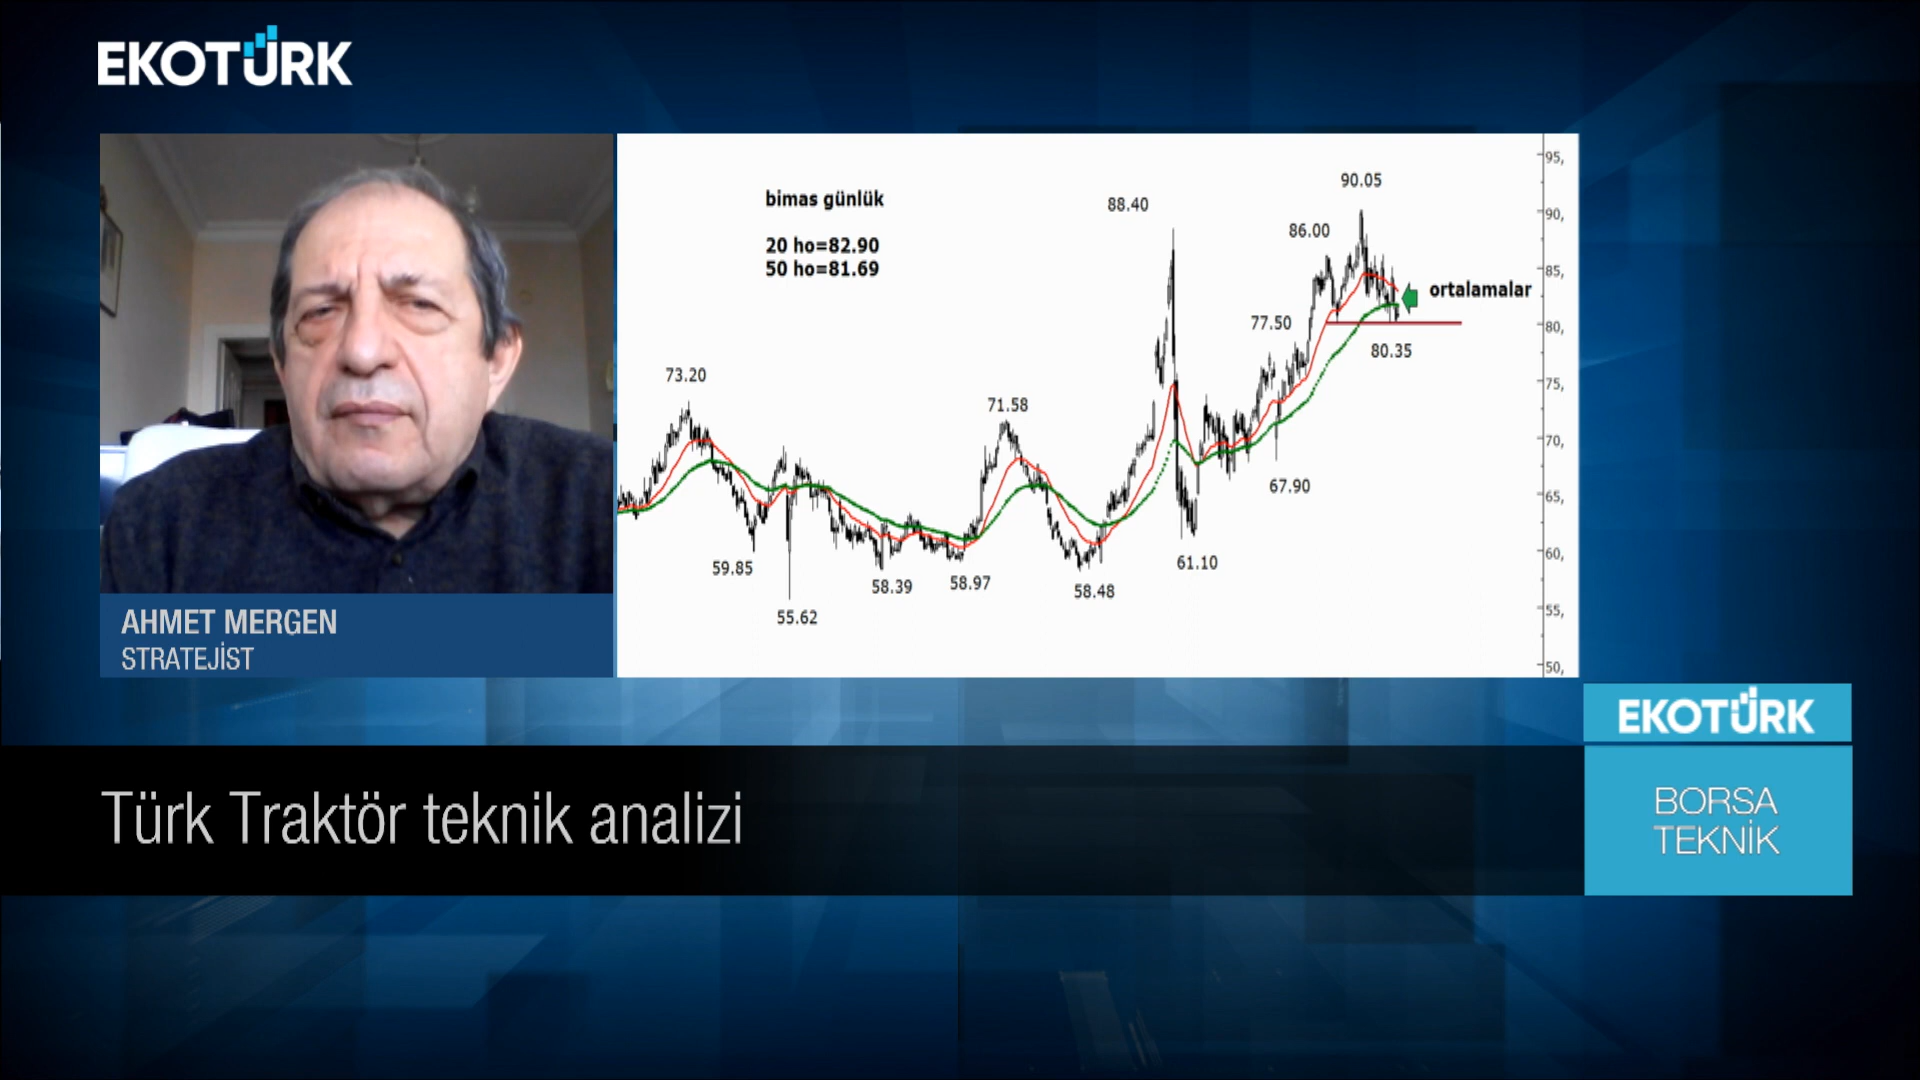 EKOTÜRK
bimas günlük
20 ho=82.90
50 ho=81.69
73.20
59.85
55.62
58.39
58.97
71.58
58.48
88.40
61.10
67.90
77.50
86.00
90.05
80.35
ortalamalar
95,
90,
85,
80,
75,
70,
65,
60,
55,
50,
AHMET MERGEN
STRATEJİST
EKOTÜRK
Türk Traktör teknik analizi
BORSA
TEKNİK